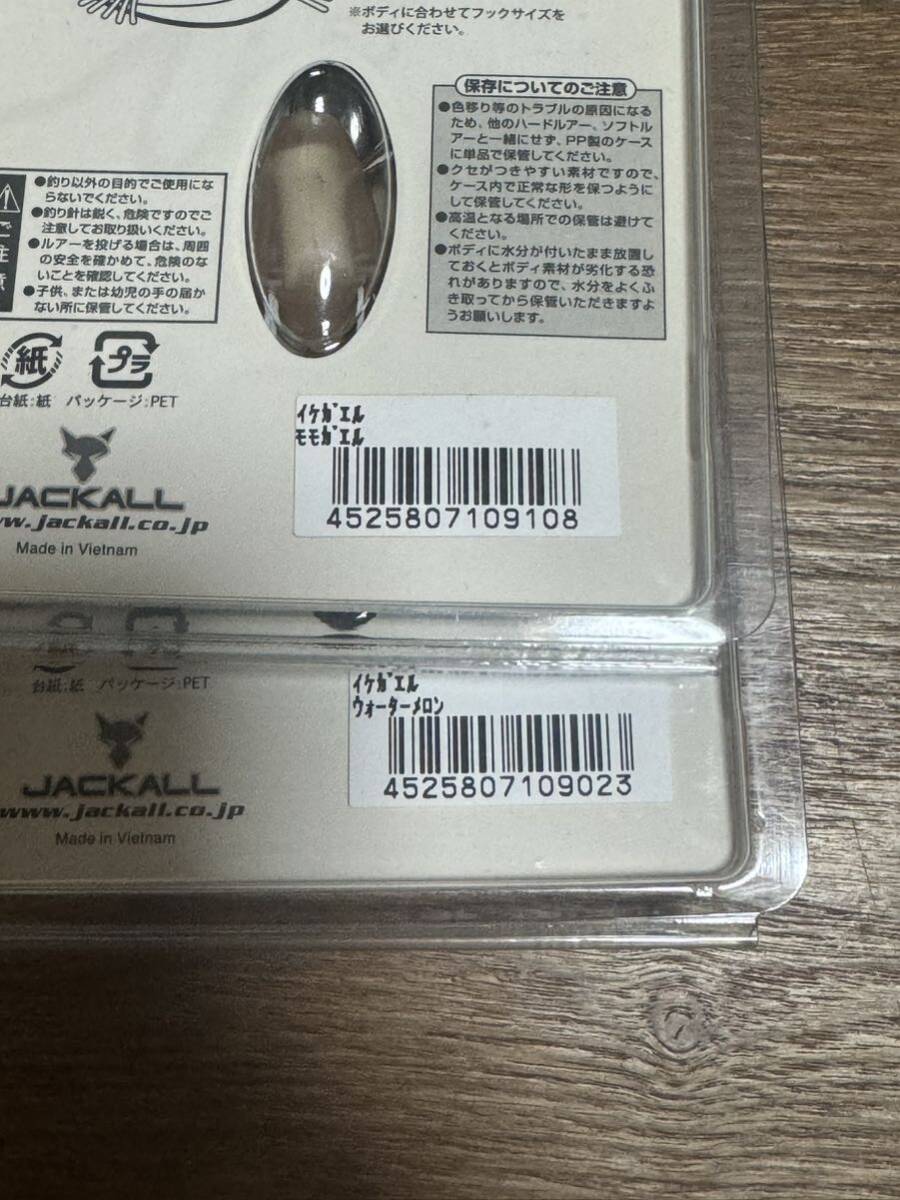 ※ボディに合わせてフックサイズを
お選びください。
保存についてのご注意
●色移り等のトラブルの原因になる
ため、他のハードルアー、ソフトル
アーと一緒にせず、PP製のケース
に単品で保管してください。
●クセがつきやすい素材ですので、
ケース内で正常な形を保つように
して保管してください。
●高温となる場所での保管は避けて
ください。
●ボディに水分が付いたまま放置し
ておくとボディ素材が劣化する恐
れがありますので、水分をよくふ
き取ってから保管いただきますよ
うお願いします。
ご注意
●釣り以外の目的でご使用にな
らないでください。
●釣り針は鋭く、危険ですのでご
注意してお取り扱いください。
●ルアーを投げる場合は、周囲
の安全を確かめて、危険のな
いことを確認してください。
●子供、または幼児の手の届か
ない所に保管してください。
紙
プラ
台紙:紙 パッケージ:PET
JACKALL
ww.jackall.co.jp
Made in Vietnam
ｲｹｶﾞｴﾙ
ﾓﾓｶﾞｴﾙ
4525807109108
台紙:紙 パッケージ:PET
JACKALL
www.jackall.co.jp
Made in Vietnam
ｲｹｶﾞｴﾙ
ｳｫｰﾀｰﾒﾛﾝ
4525807109023